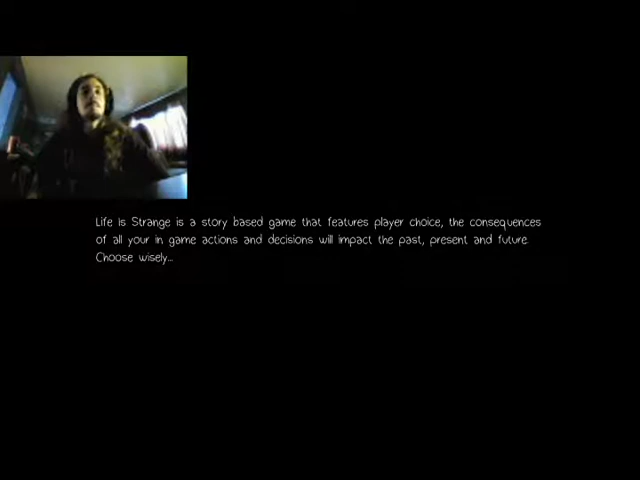 Life Is Strange is a story based game that features player choice, the consequences
of all your in game actions and decisions will impact the past, present and future.
Choose wisely...